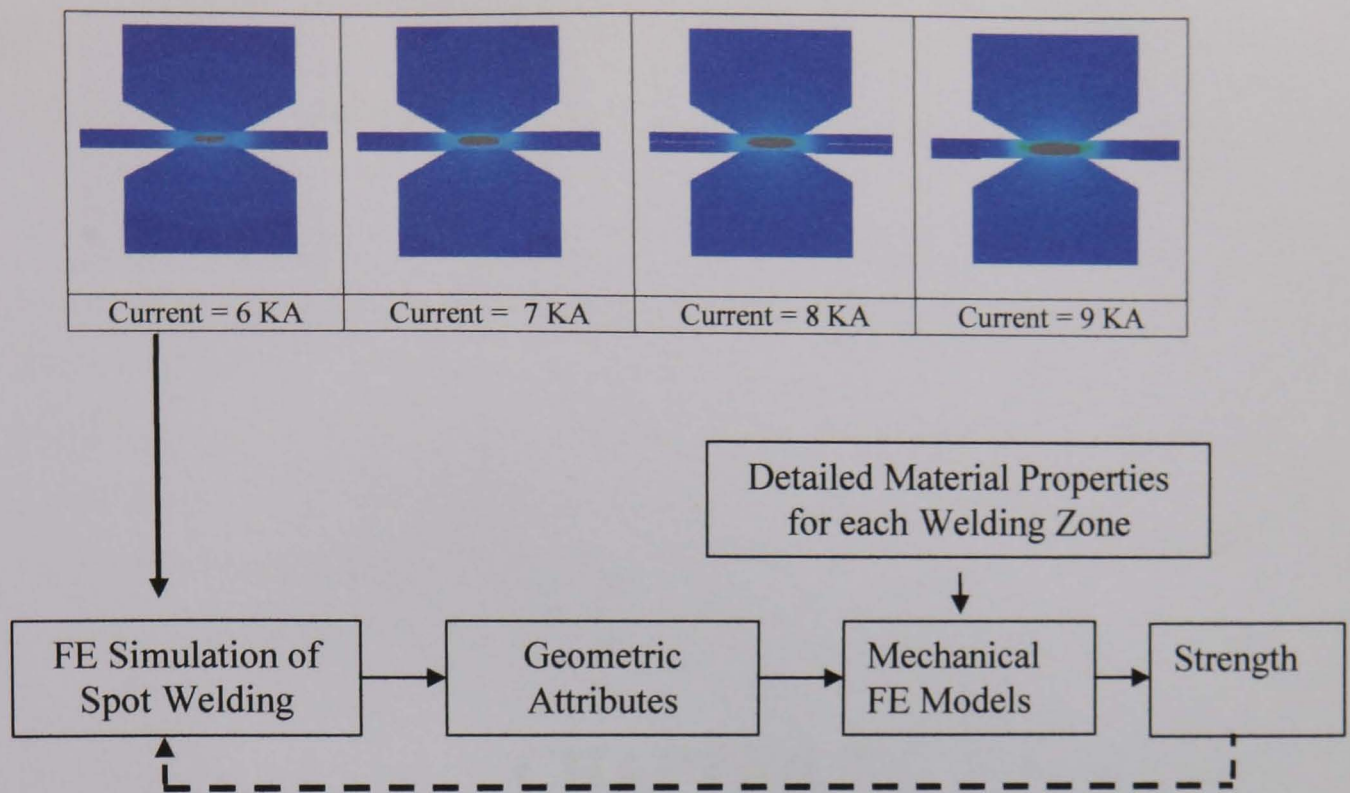 Current = 6 KA
Current = 7 KA
Current = 8 KA
Current = 9 KA
Detailed Material Properties
for each Welding Zone
FE Simulation of
Spot Welding
Geometric
Attributes
Mechanical
FE Models
Strength